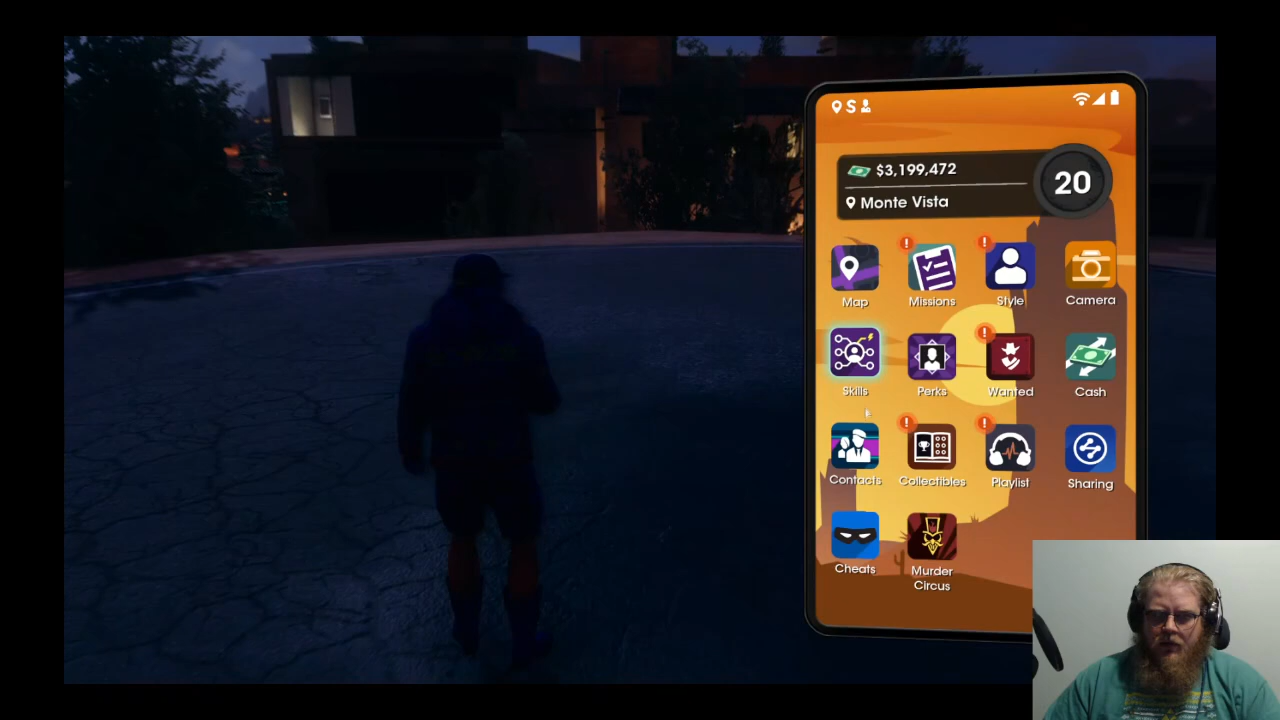 S
$3,199,472
20
Monte Vista
Map
Missions
Style
Camera
Skills
Perks
Wanted
Cash
Contacts
Collectibles
Playlist
Sharing
Cheats
Murder
Circus